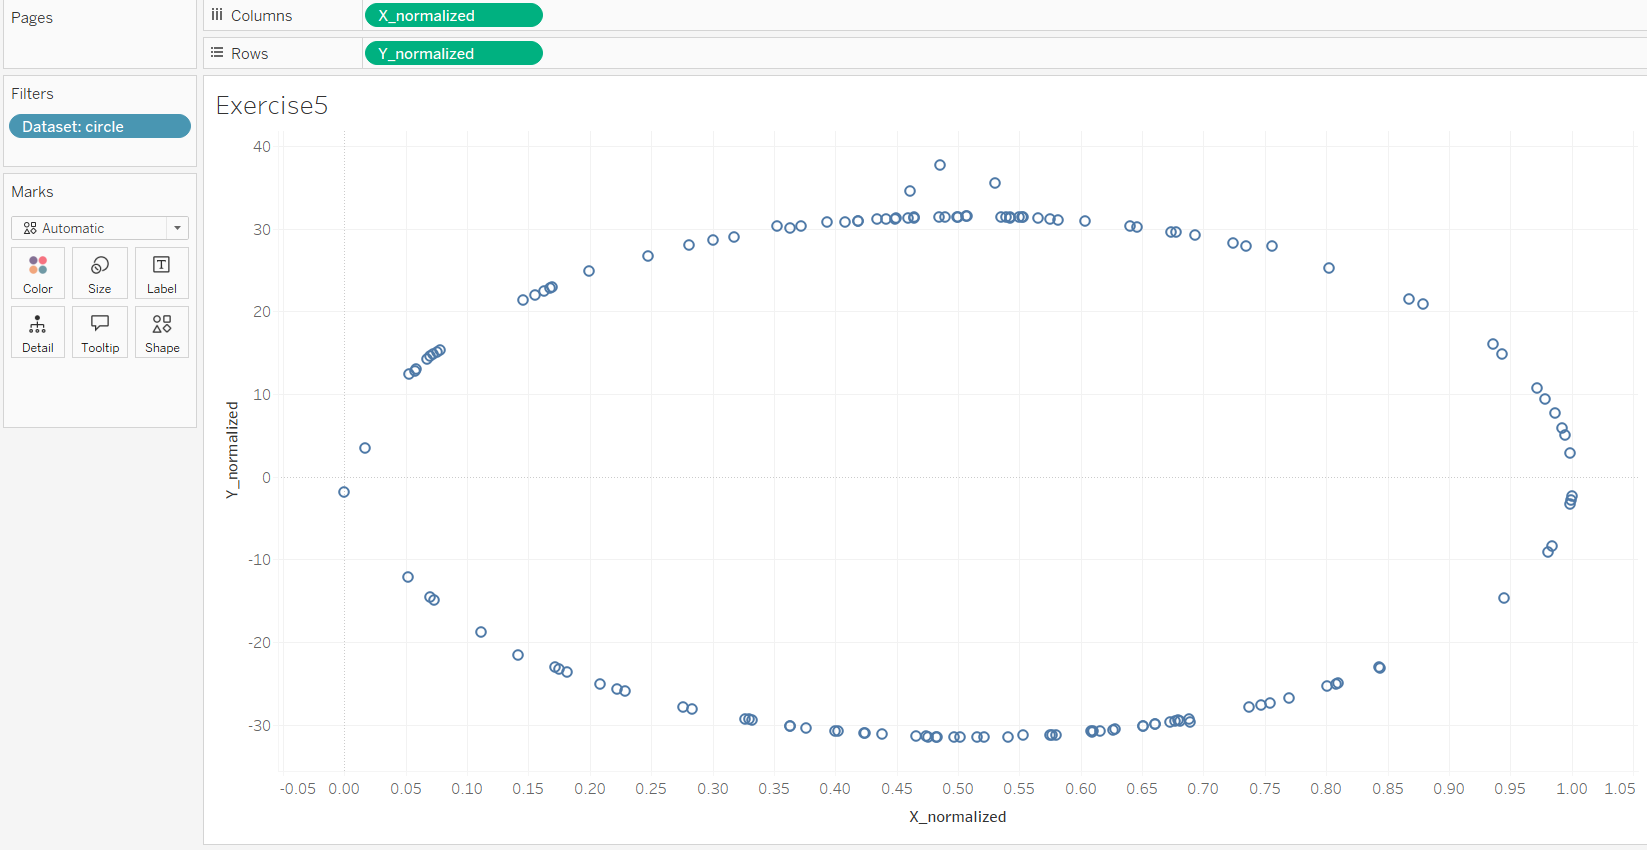 Pages
Columns
X_normalized
Rows
Y_normalized
Filters
Dataset: circle
Marks
Automatic
Color
Size
Label
Detail
Tooltip
Shape
Exercise5
40
30
20
10
0
-10
-20
-30
Y_normalized
-0.05 0.00 0.05 0.10 0.15 0.20 0.25 0.30 0.35 0.40 0.45 0.50 0.55 0.60 0.65 0.70 0.75 0.80 0.85 0.90 0.95 1.00 1.05
X_normalized